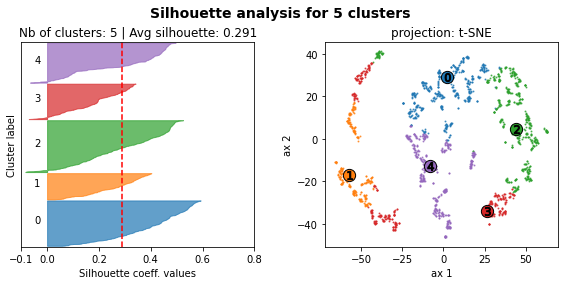 Silhouette analysis for 5 clusters
Nb of clusters: 5 | Avg silhouette: 0.291
4
3
2
1
0
Cluster label
−0.1 0.0 0.2 0.4 0.6 0.8
Silhouette coeff. values
projection: t-SNE
40
20
0
−20
−40
ax 2
0
2
4
1
3
−50 −25 0 25 50
ax 1